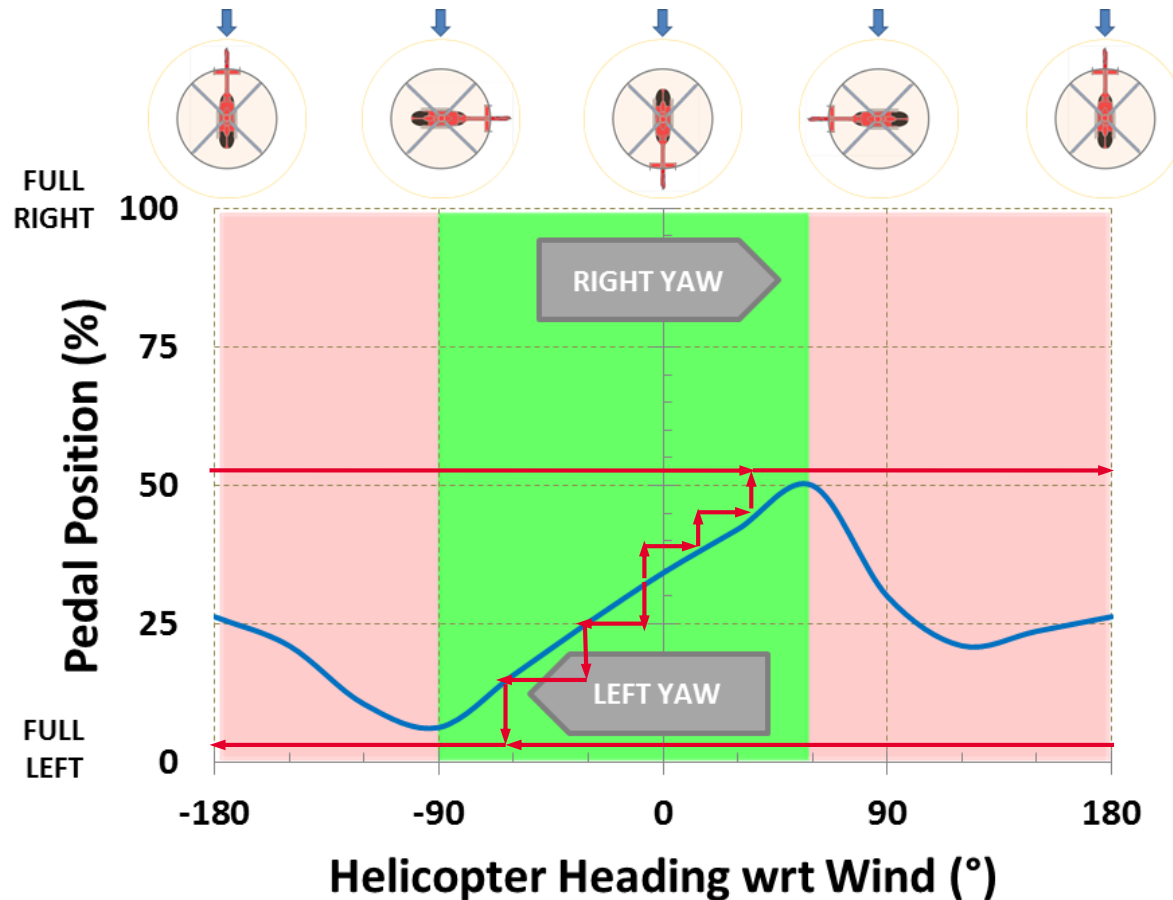 FULL
RIGHT
100
75
50
25
0
FULL
LEFT
Pedal Position (%)
RIGHT YAW
LEFT YAW
-180
-90
0
90
180
Helicopter Heading wrt Wind (°)